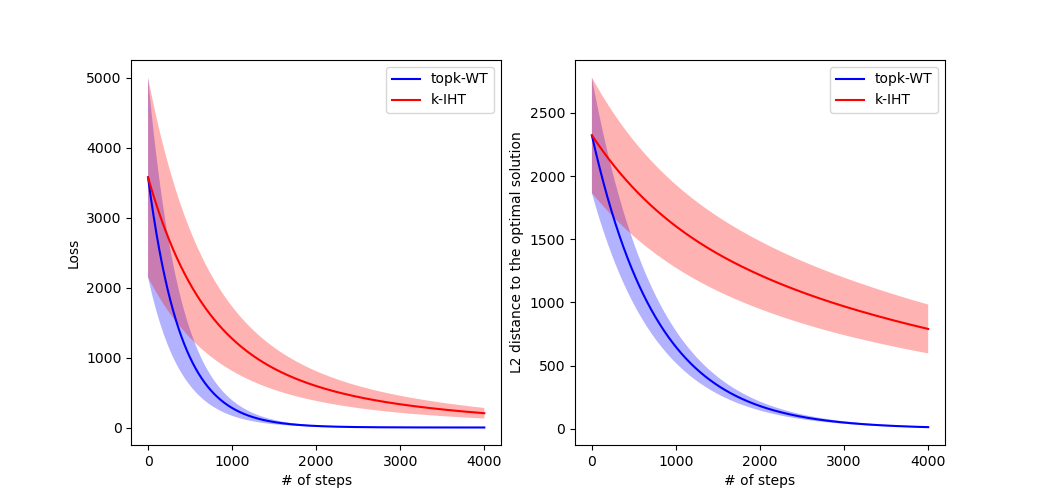 topk-WT
k-IHT
5000
4000
3000
2000
1000
0
Loss
0 1000 2000 3000 4000
# of steps
topk-WT
k-IHT
2500
2000
1500
1000
500
0
L2 distance to the optimal solution
0 1000 2000 3000 4000
# of steps